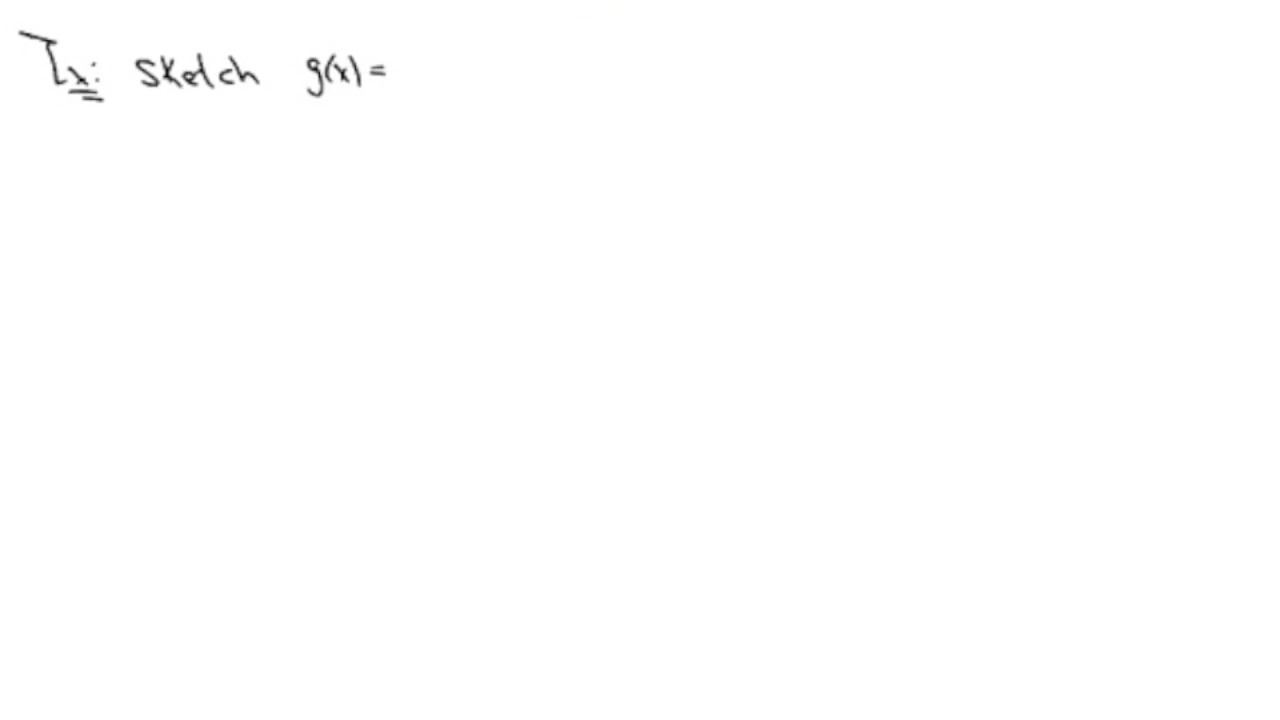 Ex: Sketch g(x) =